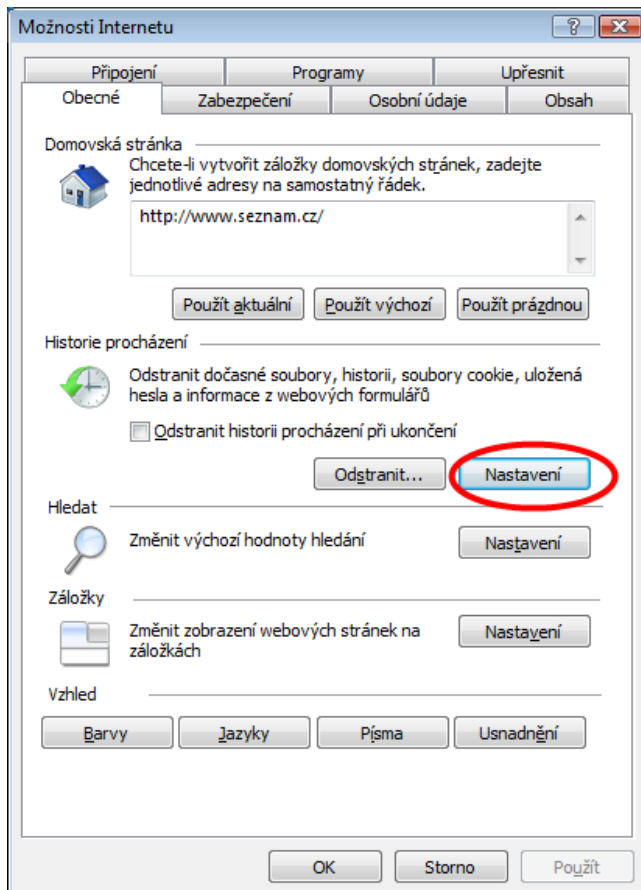 Možnosti Internetu
Připojení Programy Upřesnit
Obecné Zabezpečení Osobní údaje Obsah
Domovská stránka
Chcete-li vytvořit záložky domovských stránek, zadejte
jednotlivé adresy na samostatný řádek.
http://www.seznam.cz/
Použít aktuální Použít výchozí Použít prázdnou
Historie procházení
Odstranit dočasné soubory, historii, soubory cookie, uložená
hesla a informace z webových formulářů
Odstranit historii procházení při ukončení
Odstranit... Nastavení
Hledat
Změnit výchozí hodnoty hledání
Nastavení
Záložky
Změnit zobrazení webových stránek na
záložkách
Nastavení
Vzhled
Barvy Jazyky Písma Usnadnění
OK Storno Použít